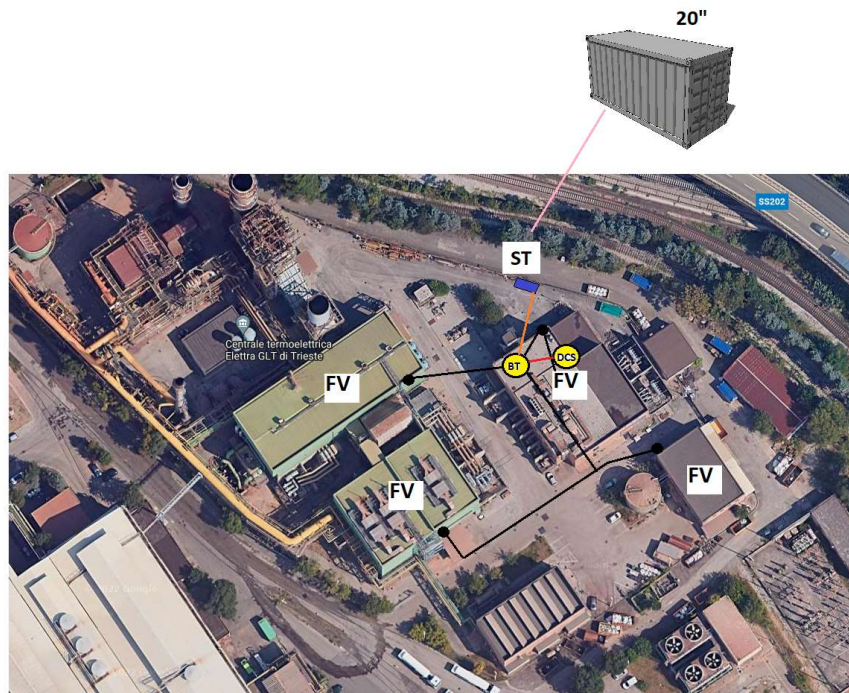 20"
SS202
ST
Centrale termoelettrica
Elettra GLT di Trieste
FV
BT
DCS
FV
FV
FV